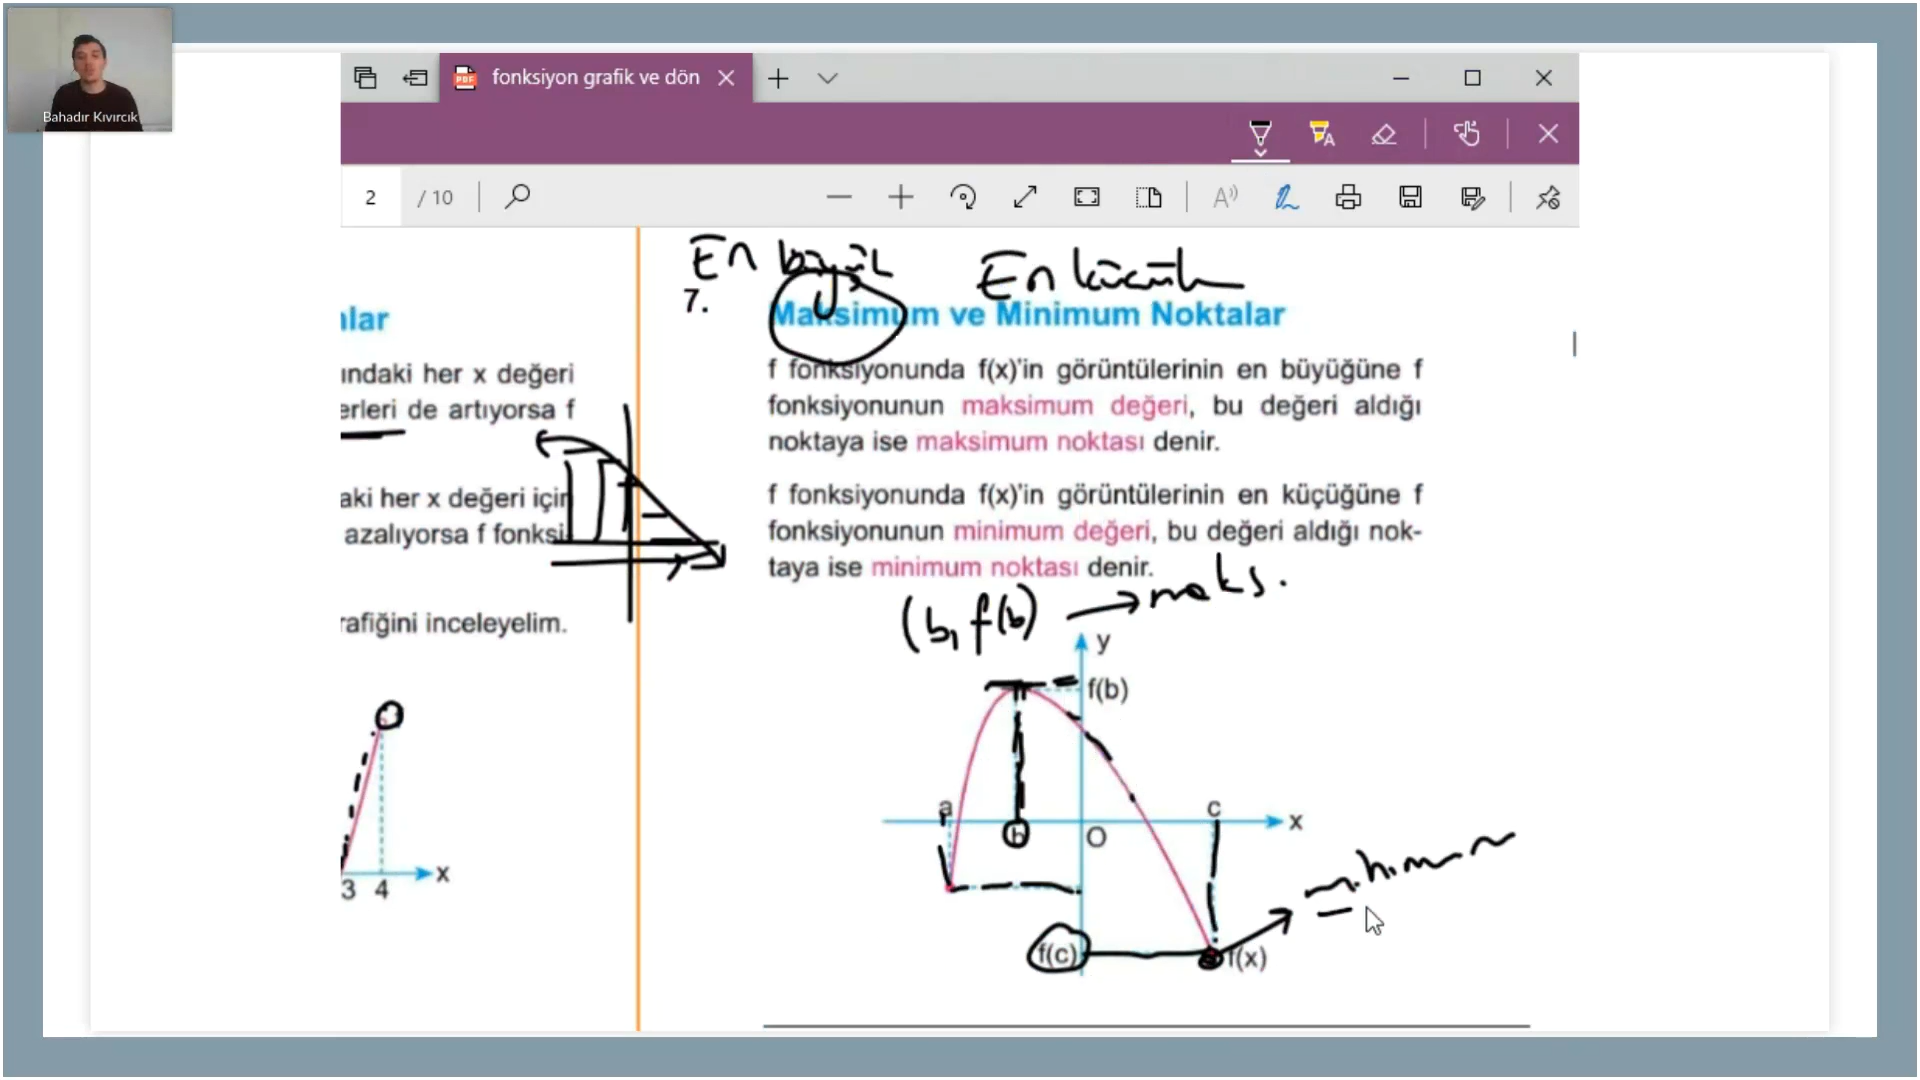 Bahadır Kıvırcık
fonksiyon grafik ve dön
2 / 10
nlar
ındaki her x değeri
erleri de artıyorsa f
aki her x değeri için
azalıyorsa f fonksi-
rafiğini inceleyelim.
3 4 x
En büyük En küçük
7.
Maksimum ve Minimum Noktalar
f fonksiyonunda f(x)'in görüntülerinin en büyüğüne f
fonksiyonunun maksimum değeri, bu değeri aldığı
noktaya ise maksimum noktası denir.
f fonksiyonunda f(x)'in görüntülerinin en küçüğüne f
fonksiyonunun minimum değeri, bu değeri aldığı nok-
taya ise minimum noktası denir.
(b, f(b) → maks.
y
f(b)
a c
b O x
minimum
f(c) f(x)